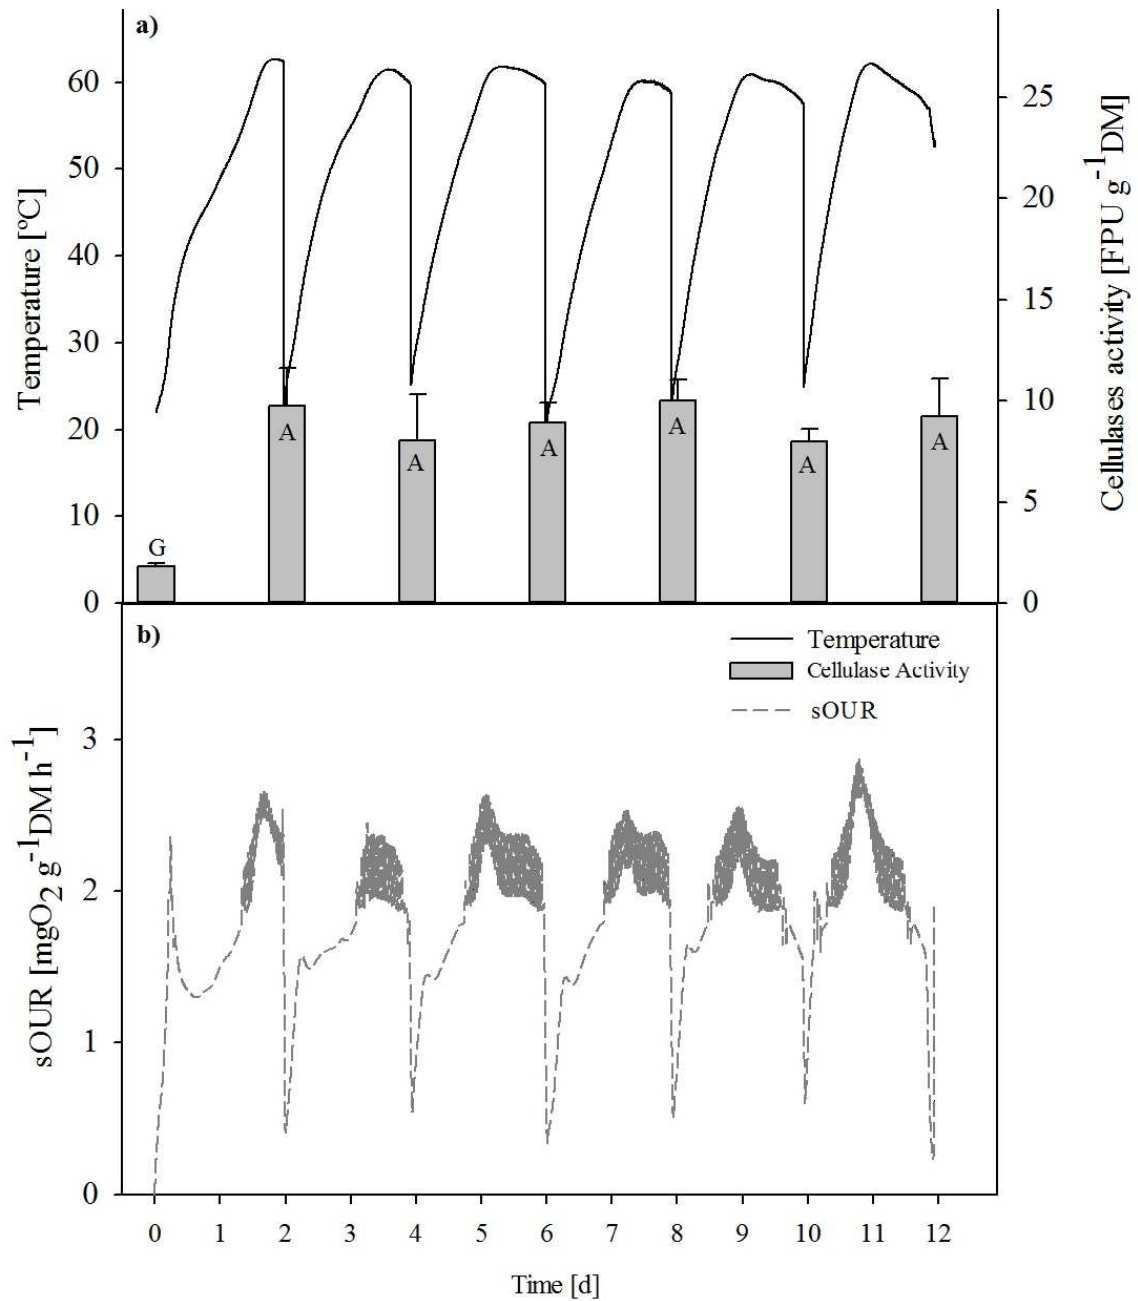 a)
Temperature [ºC]
60
50
40
30
20
10
0
25
20
15
10
5
0
Cellulases activity [FPU g-1DM]
G
A
A
A
A
A
A
b)
Temperature
Cellulase Activity
sOUR
sOUR [mgO2 g-1DM h-1]
3
2
1
0
0 1 2 3 4 5 6 7 8 9 10 11 12
Time [d]